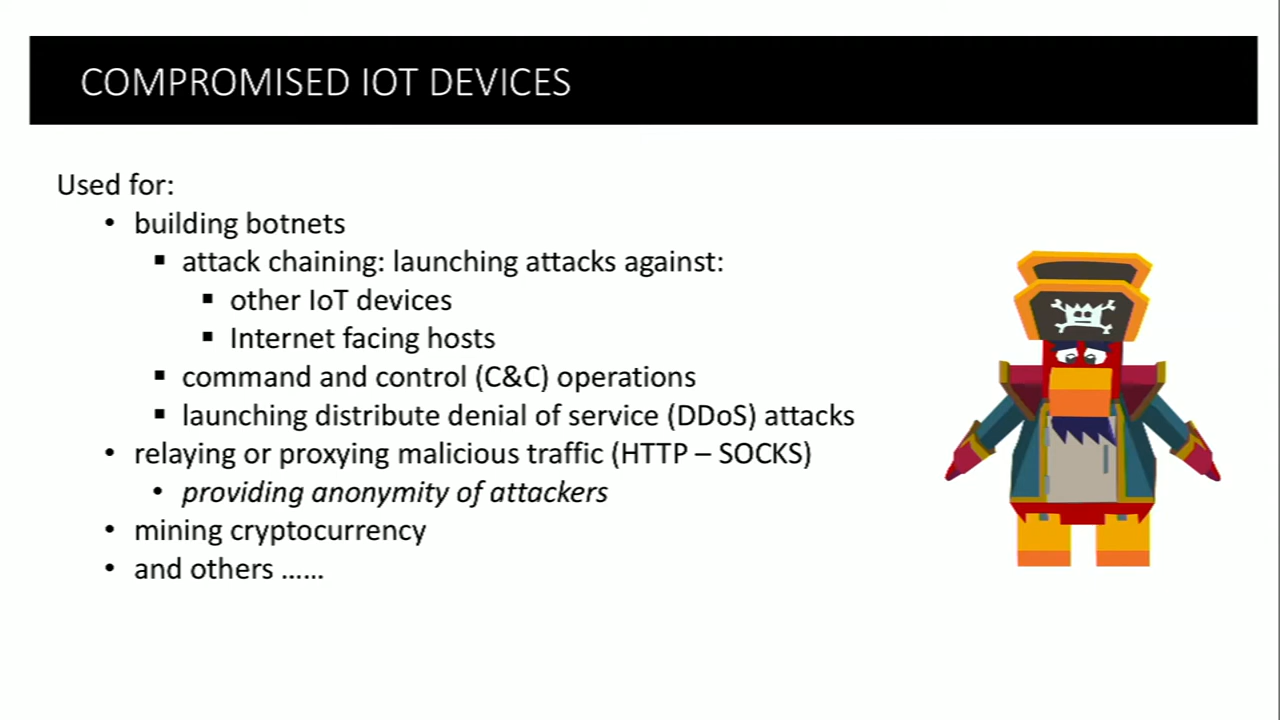 COMPROMISED IOT DEVICES
Used for:
• building botnets
▪ attack chaining: launching attacks against:
▪ other IoT devices
▪ Internet facing hosts
▪ command and control (C&C) operations
▪ launching distribute denial of service (DDoS) attacks
• relaying or proxying malicious traffic (HTTP – SOCKS)
• providing anonymity of attackers
• mining cryptocurrency
• and others ……